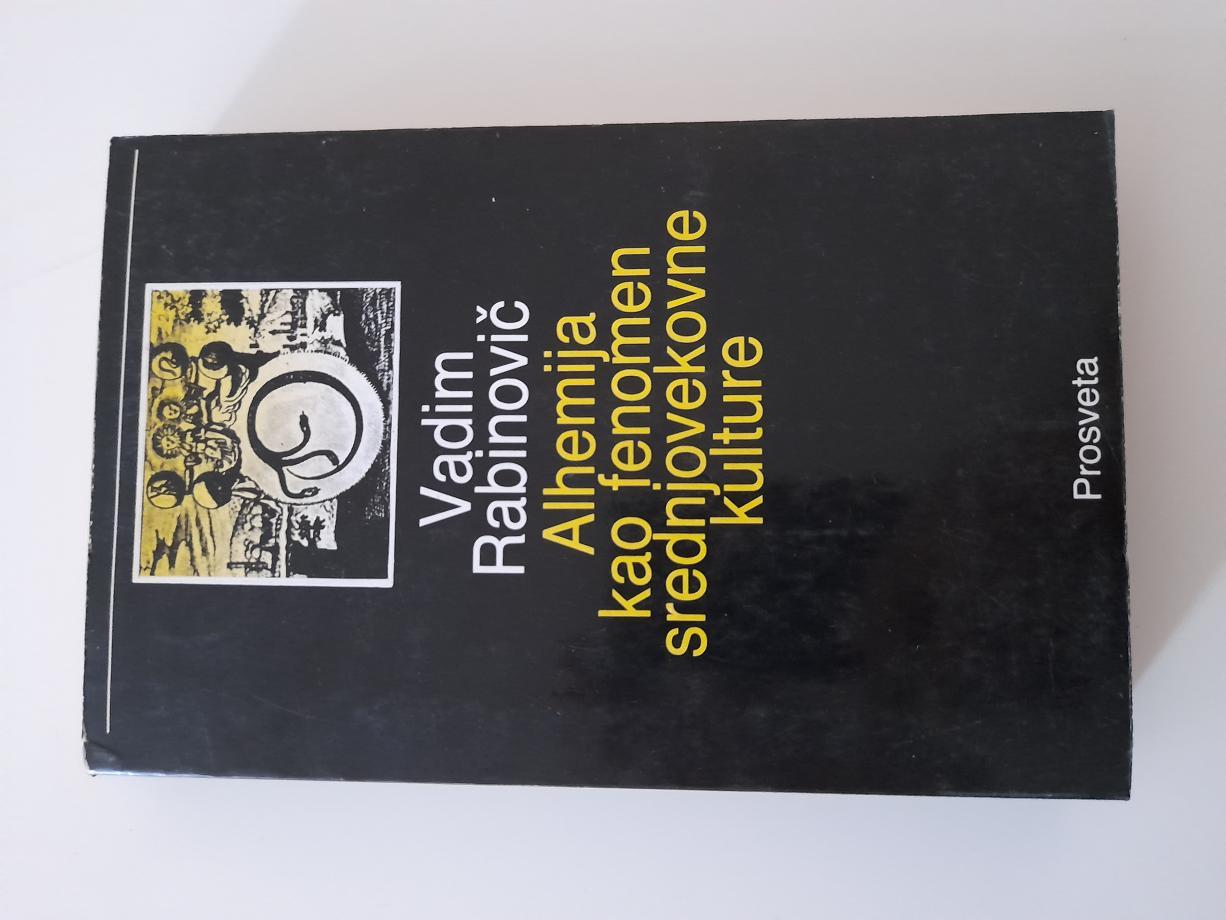 Vadim
Rabinovič
Alhemija
kao fenomen
srednjovekovne
kulture
Prosveta